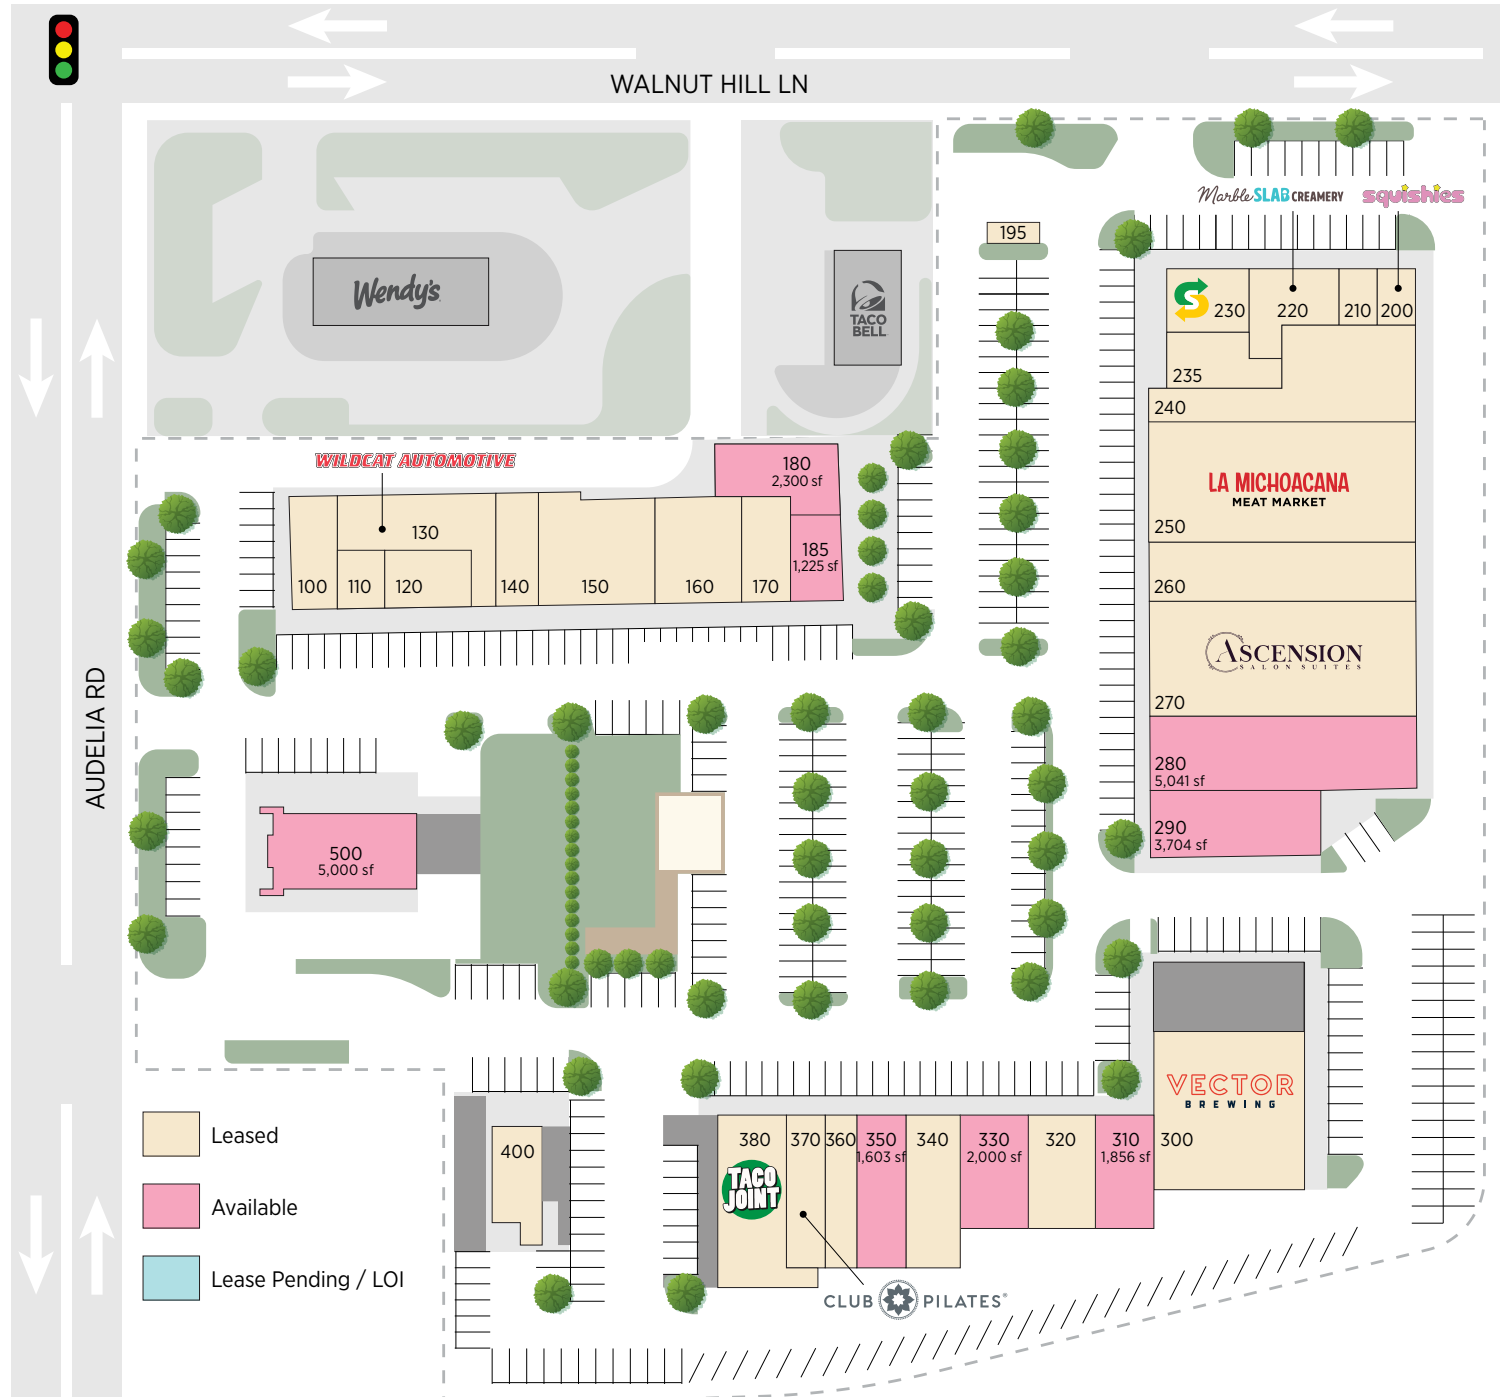 WALNUT HILL LN
Marble SLAB CREAMERY
squishies
195
Wendy's
TACO
BELL
230
220
210
200
235
240
LA MICHOACANA
MEAT MARKET
250
260
ASCENSION
SALON SUITES
270
280
5,041 sf
290
3,704 sf
WILDCAT AUTOMOTIVE
180
2,300 sf
130
185
1,225 sf
100
110
120
140
150
160
170
AUDELIA RD
500
5,000 sf
VECTOR
BREWING
300
Leased
Available
Lease Pending / LOI
400
380
370
360
350
1,603 sf
340
330
2,000 sf
320
310
1,856 sf
TACO
JOINT
CLUB PILATES®